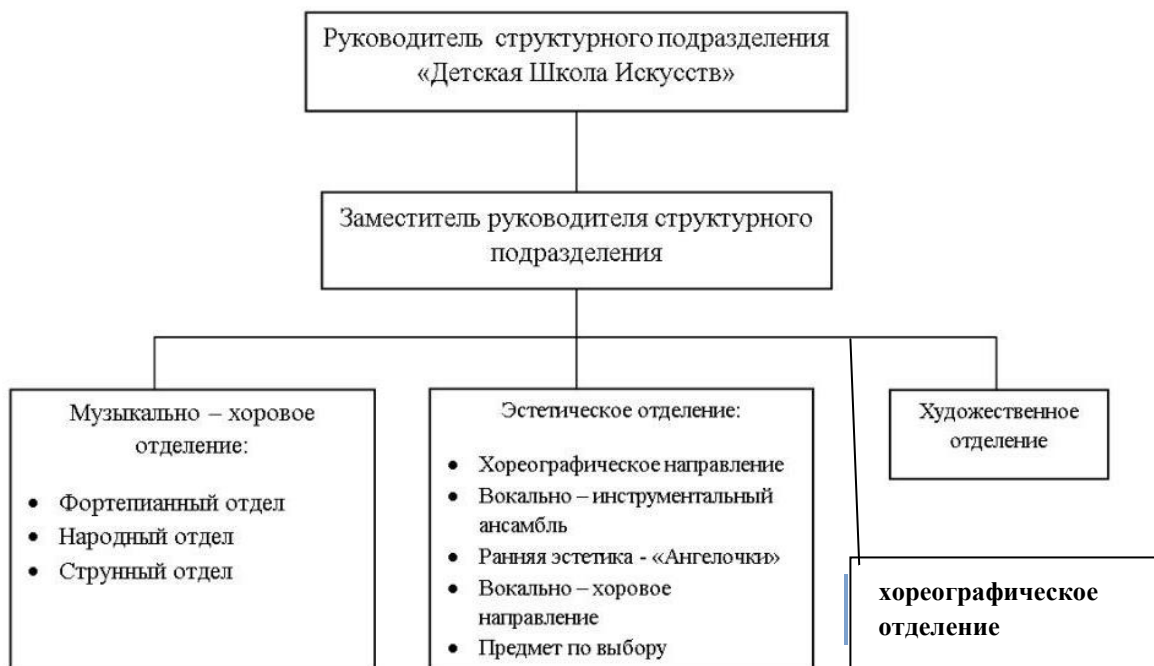 Руководитель структурного подразделения
«Детская Школа Искусств»
Заместитель руководителя структурного
подразделения
Музыкально – хоровое
отделение:
• Фортепианный отдел
• Народный отдел
• Струнный отдел
Эстетическое отделение:
• Хореографическое направление
• Вокально – инструментальный
ансамбль
• Ранняя эстетика - «Ангелочки»
• Вокально – хоровое
направление
• Предмет по выбору
Художественное
отделение
хореографическое
отделение